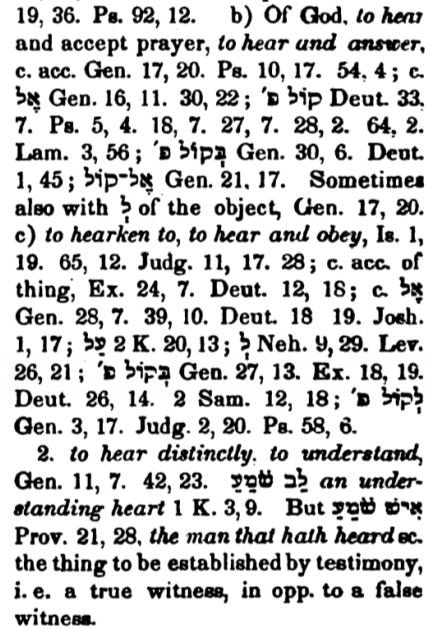 19, 36. Ps. 92, 12. b) Of God, to hear
and accept prayer, to hear and answer,
c. acc. Gen. 17, 20. Ps. 10, 17. 54, 4; c.
אֶל Gen. 16, 11. 30, 22; קוֹל פ׳ Deut. 33,
7. Ps. 5, 4. 18, 7. 27, 7. 28, 2. 64, 2.
Lam. 3, 56; בְּקוֹל פ׳ Gen. 30, 6. Deut.
1, 45; אֶל־קוֹל Gen. 21, 17. Sometimes
also with לְ of the object, Gen. 17, 20.
c) to hearken to, to hear and obey, Is. 1,
19. 65, 12. Judg. 11, 17. 28; c. acc. of
thing, Ex. 24, 7. Deut. 12, 18; c. אֶל
Gen. 28, 7. 39, 10. Deut. 18 19. Josh.
1, 17; עַל 2 K. 20, 13; לְ Neh. 9, 29. Lev.
26, 21; בְּקוֹל פ׳ Gen. 27, 13. Ex. 18, 19.
Deut. 26, 14. 2 Sam. 12, 18; לְקוֹל פ׳
Gen. 3, 17. Judg. 2, 20. Ps. 58, 6.
2. to hear distinctly, to understand,
Gen. 11, 7. 42, 23. לֵב שֹׁמֵעַ an under-
standing heart 1 K. 3, 9. But אִישׁ שֹׁמֵעַ
Prov. 21, 28, the man that hath heard sc.
the thing to be established by testimony,
i. e. a true witness, in opp. to a false
witness.